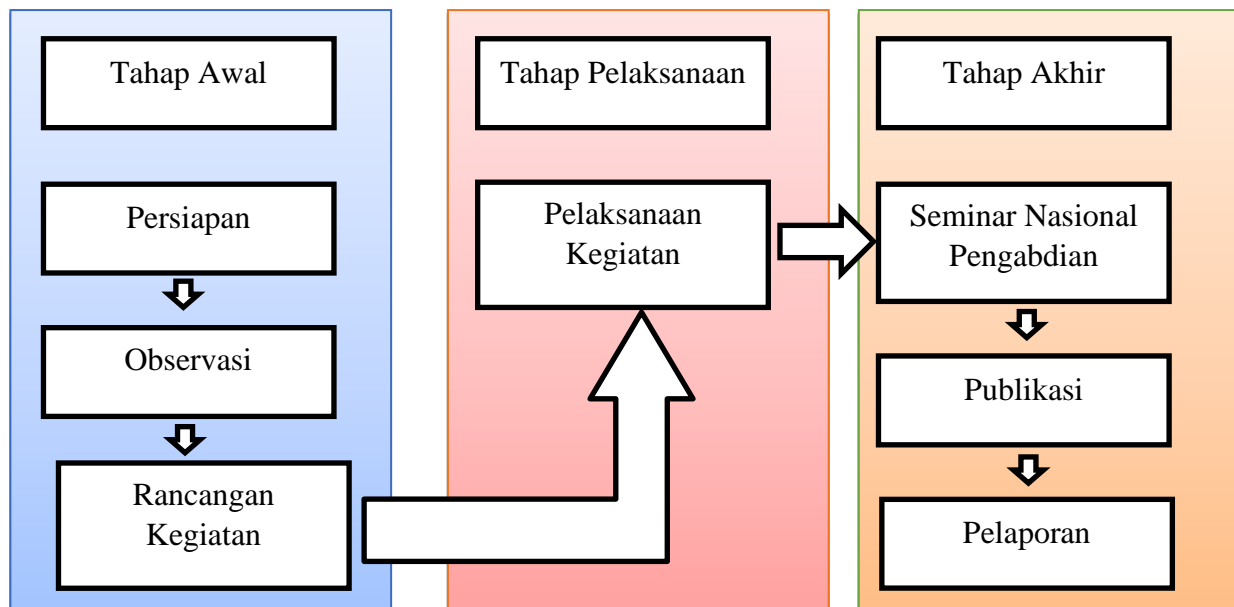 Tahap Awal
Persiapan
Observasi
Rancangan
Kegiatan
Tahap Pelaksanaan
Pelaksanaan
Kegiatan
Tahap Akhir
Seminar Nasional
Pengabdian
Publikasi
Pelaporan